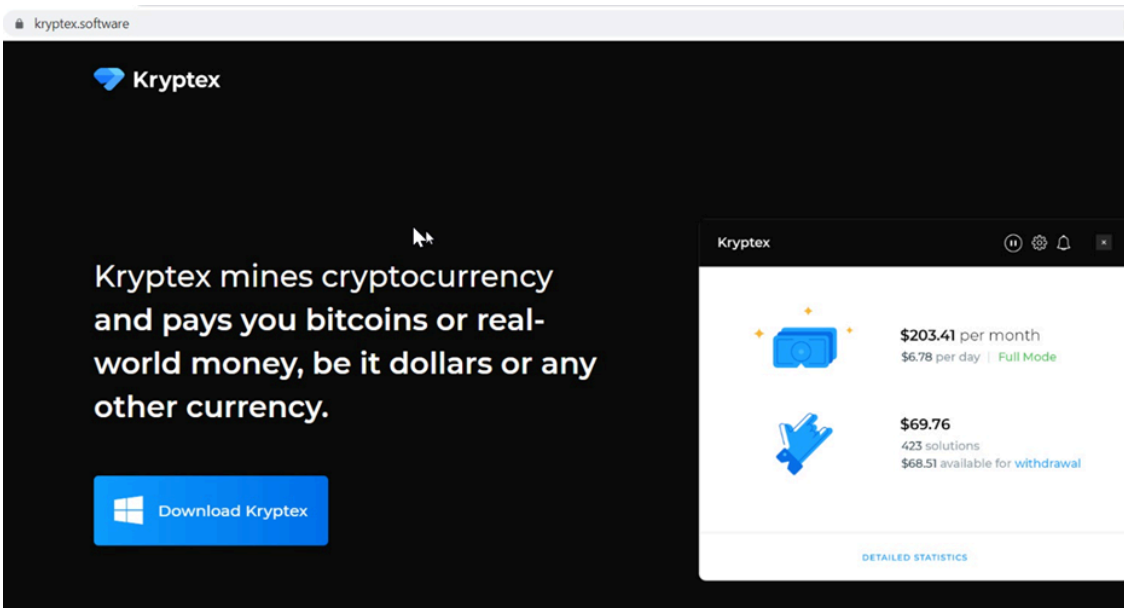 kryptex.software
Kryptex
Kryptex mines cryptocurrency
and pays you bitcoins or real-
world money, be it dollars or any
other currency.
Download Kryptex
Kryptex
$203.41 per month
$6.78 per day | Full Mode
$69.76
423 solutions
$68.51 available for withdrawal
DETAILED STATISTICS